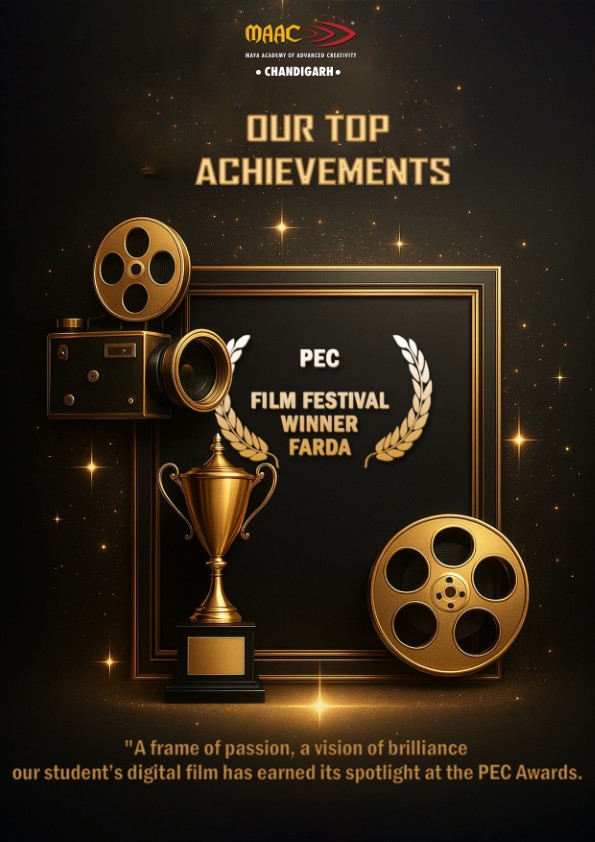 MAAC
MAYA ACADEMY OF ADVANCED CREATIVITY
• CHANDIGARH •
OUR TOP
ACHIEVEMENTS
PEC
FILM FESTIVAL
WINNER
FARDA
"A frame of passion, a vision of brilliance
our student's digital film has earned its spotlight at the PEC Awards.